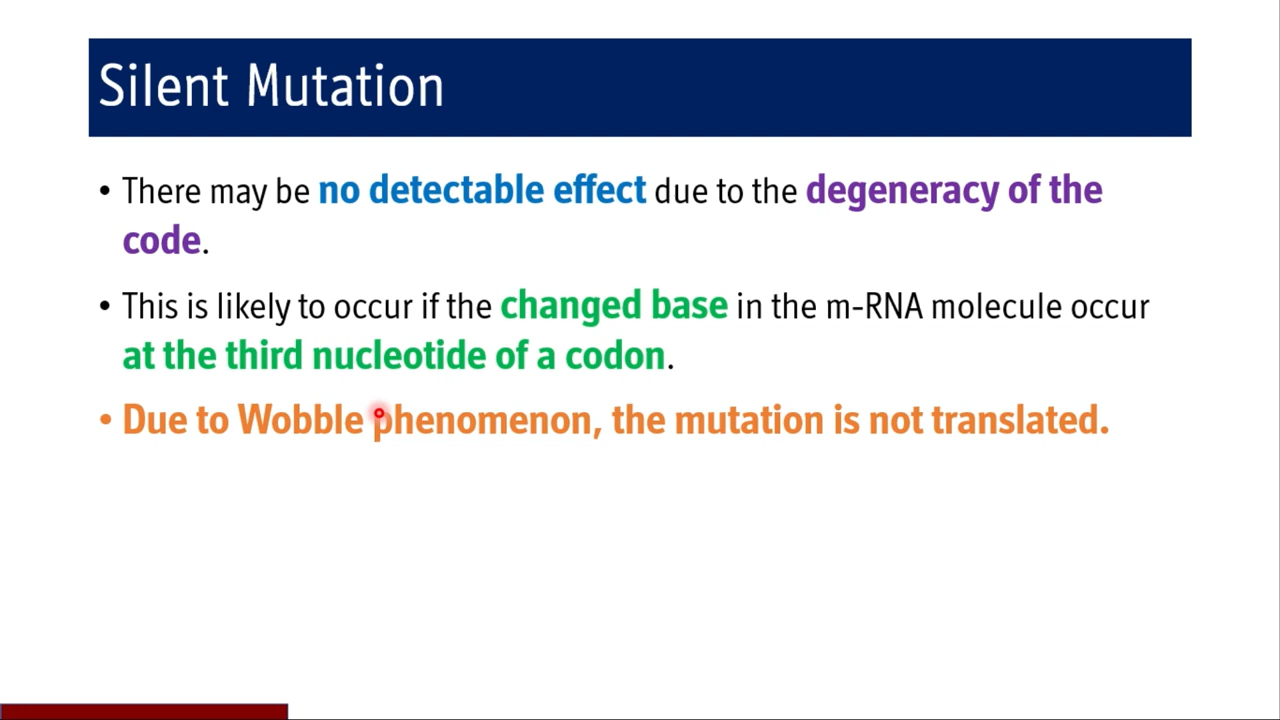 Silent Mutation
• There may be no detectable effect due to the degeneracy of the
code.
• This is likely to occur if the changed base in the m-RNA molecule occur
at the third nucleotide of a codon.
• Due to Wobble phenomenon, the mutation is not translated.